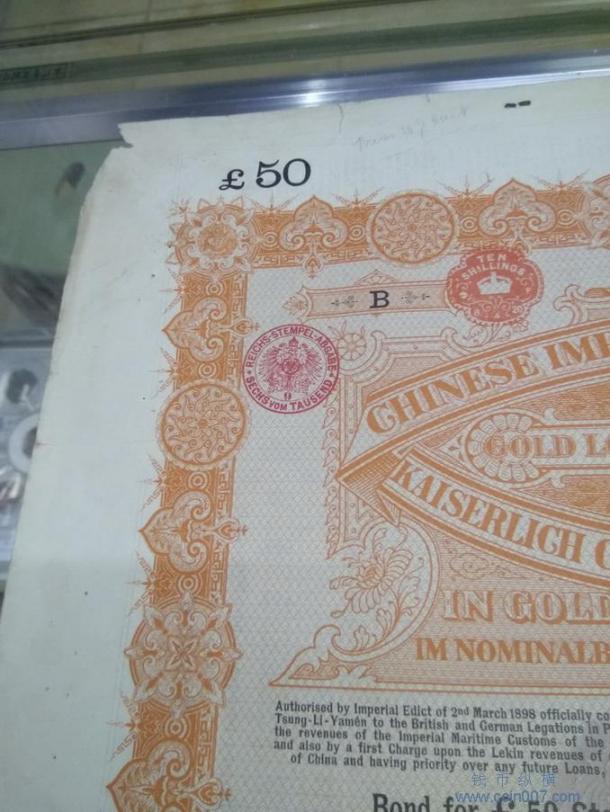 £50
TEN SHILLINGS
B
REICHS-STEMPEL-ABGABE
SECHS VOM TAUSEND
9
CHINESE IMP
GOLD L
KAISERLICH C
IN GOL
IM NOMINALB
Authorised by Imperial Edict of 2nd March 1898 officially co
Tsung-Li-Yamên to the British and German Legations in P
the revenues of the Imperial Maritime Customs of the
and also by a first Charge upon the Lekin revenues of
of China and having priority over any future Loans,
Bond for
钱币纵横
www.coin007.com